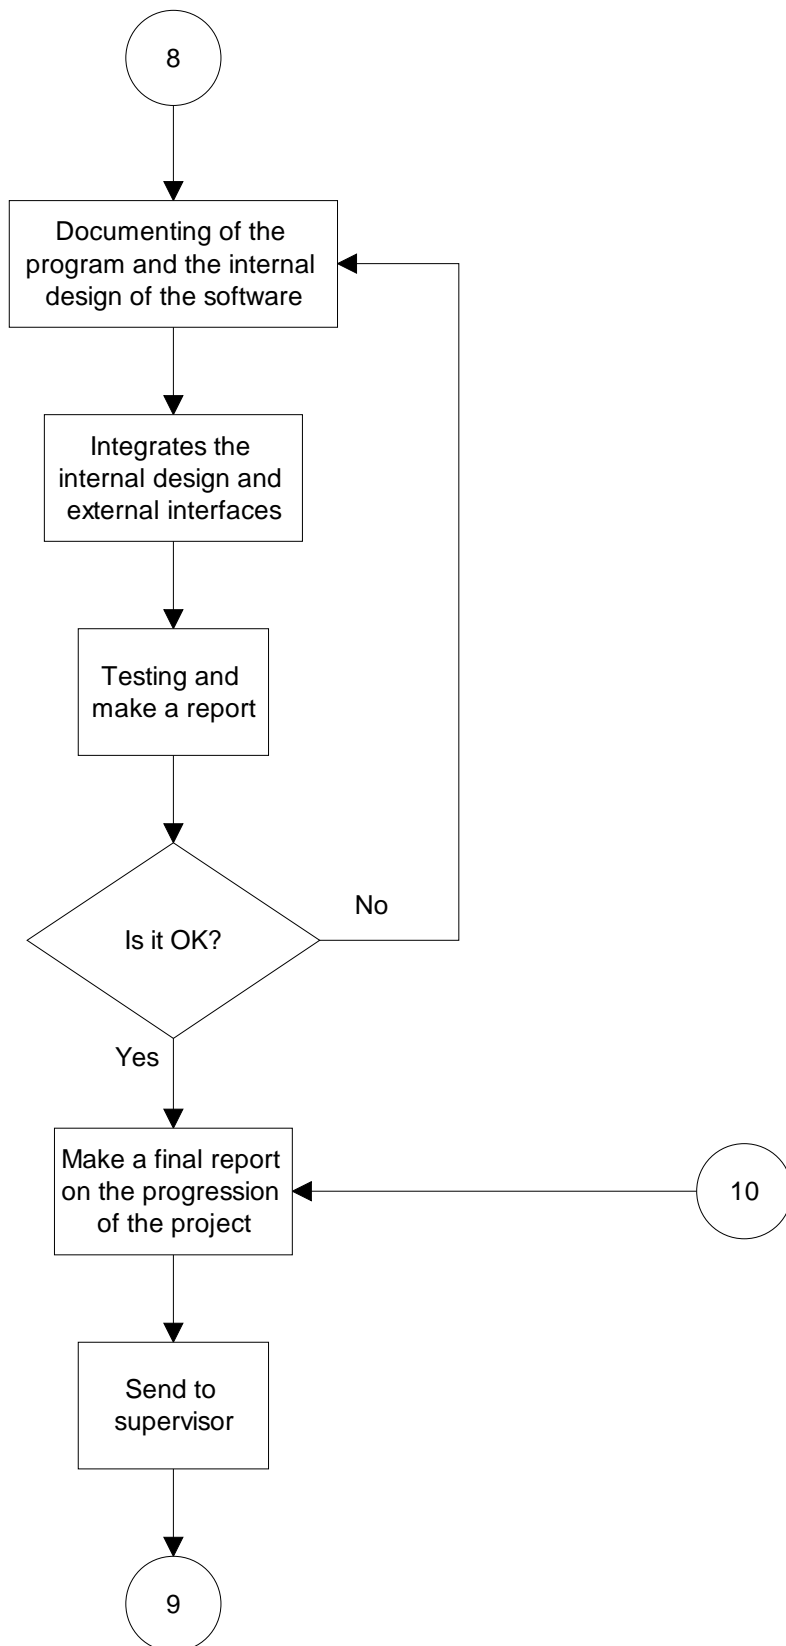 8
Documenting of the
program and the internal
design of the software
Integrates the
internal design and
external interfaces
Testing and
make a report
No
Is it OK?
Yes
Make a final report
on the progression
of the project
10
Send to
supervisor
9